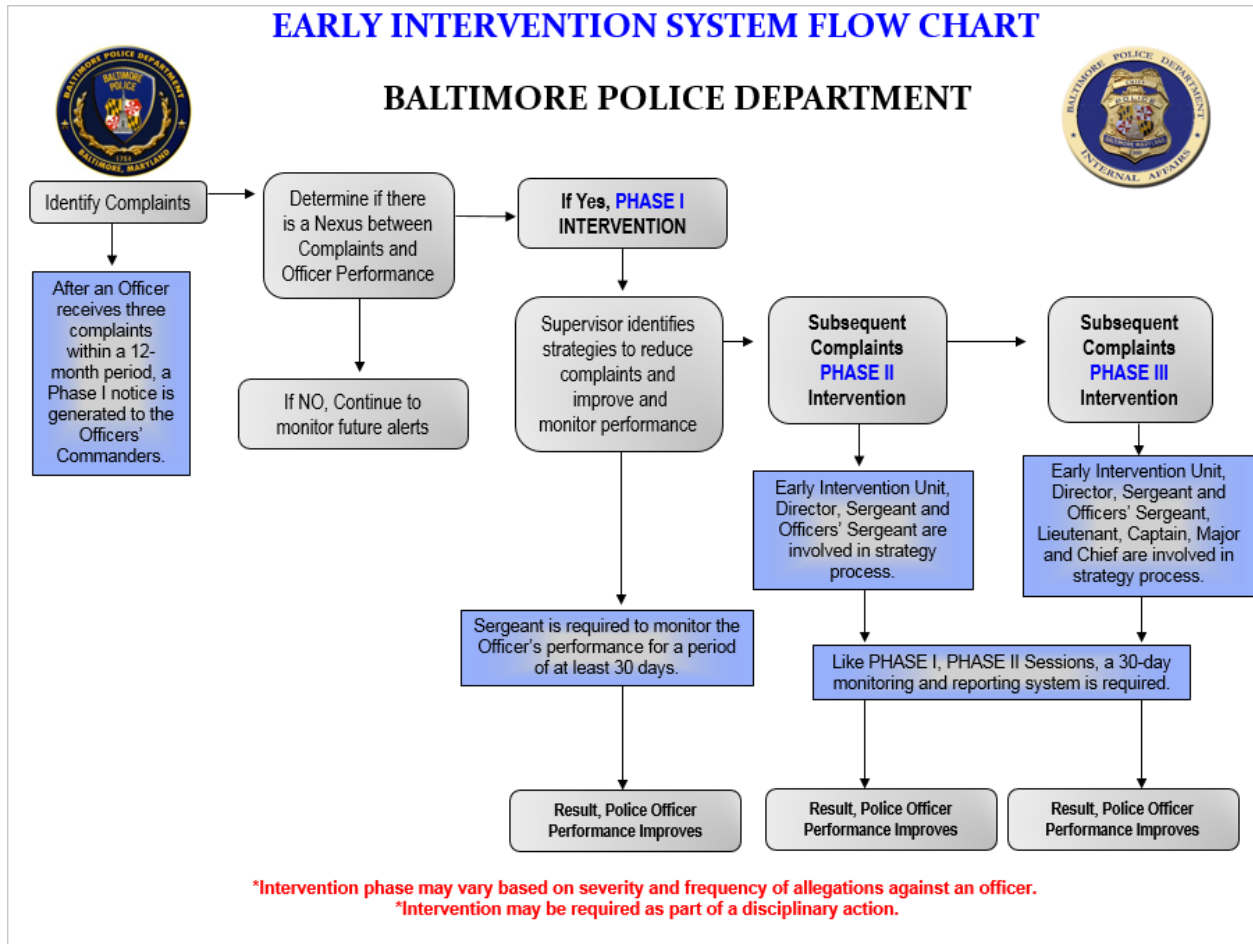 EARLY INTERVENTION SYSTEM FLOW CHART
BALTIMORE POLICE DEPARTMENT
BALTIMORE POLICE DEPARTMENT
BALTIMORE
POLICE
1784
BALTIMORE, MARYLAND
BALTIMORE POLICE DEPARTMENT
CHIEF
POLICE
BALTIMORE MARYLAND
INTERNAL AFFAIRS
Identify Complaints
After an Officer
receives three
complaints
within a 12-
month period, a
Phase I notice is
generated to the
Officers'
Commanders.
Determine if there
is a Nexus between
Complaints and
Officer Performance
If NO, Continue to
monitor future alerts
If Yes, PHASE I
INTERVENTION
Supervisor identifies
strategies to reduce
complaints and
improve and
monitor performance
Sergeant is required to monitor the
Officer's performance for a period
of at least 30 days.
Result, Police Officer
Performance Improves
Subsequent
Complaints
PHASE II
Intervention
Early Intervention Unit,
Director, Sergeant and
Officers' Sergeant are
involved in strategy
process.
Subsequent
Complaints
PHASE III
Intervention
Early Intervention Unit,
Director, Sergeant and
Officers' Sergeant,
Lieutenant, Captain, Major
and Chief are involved in
strategy process.
Like PHASE I, PHASE II Sessions, a 30-day
monitoring and reporting system is required.
Result, Police Officer
Performance Improves
Result, Police Officer
Performance Improves
*Intervention phase may vary based on severity and frequency of allegations against an officer.
*Intervention may be required as part of a disciplinary action.